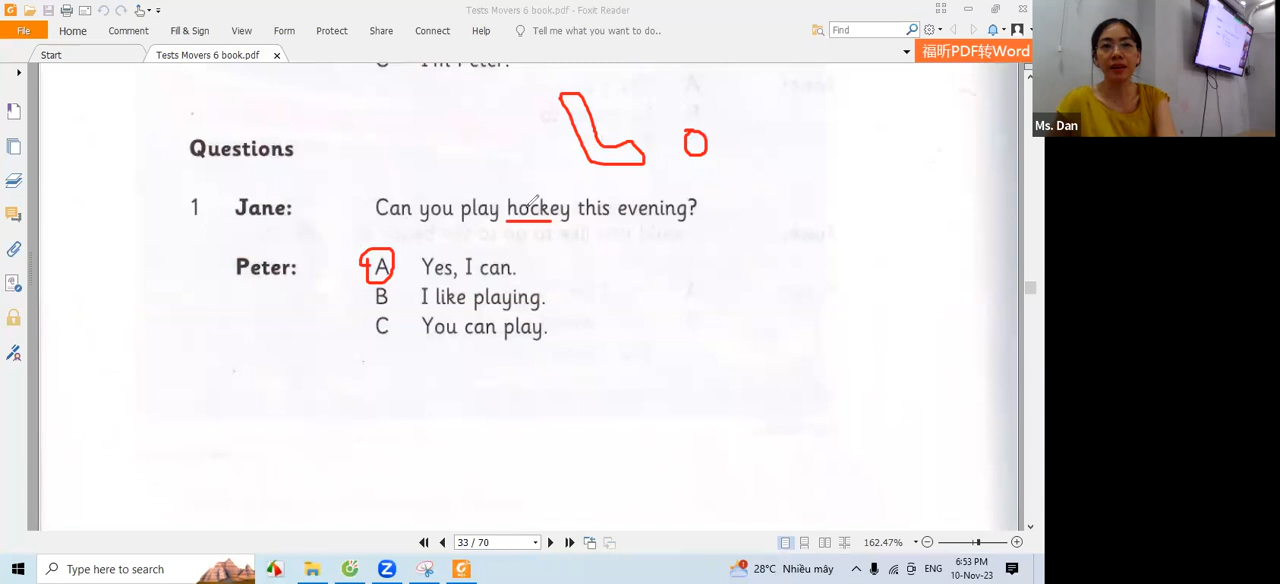 Tests Movers 6 book.pdf - Foxit Reader
File Home Comment Fill & Sign View Form Protect Share Connect Help Tell me what you want to do.. Find
Start Tests Movers 6 book.pdf
福昕PDF转Word
C I'm Peter.
Questions
1 Jane: Can you play hockey this evening?
Peter: A Yes, I can.
B I like playing.
C You can play.
Ms. Dan
33 / 70 162.47%
Type here to search 28°C Nhiều mây ENG 6:53 PM
10-Nov-23